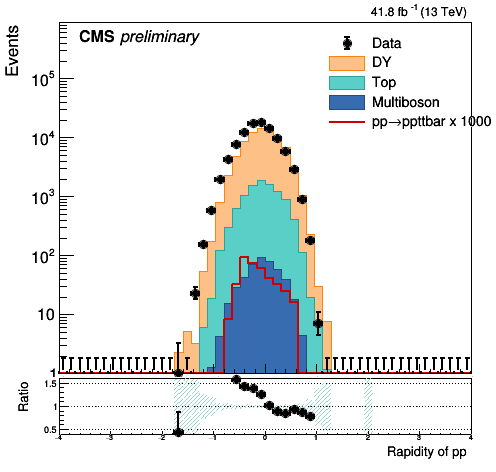 41.8 fb⁻¹ (13 TeV)
CMS preliminary
Events
Data
DY
Top
Multiboson
pp→ppttbar x 1000
10⁵
10⁴
10³
10²
10
1
Ratio
1.5
1
0.5
-4 -3 -2 -1 0 1 2 3 4
Rapidity of pp